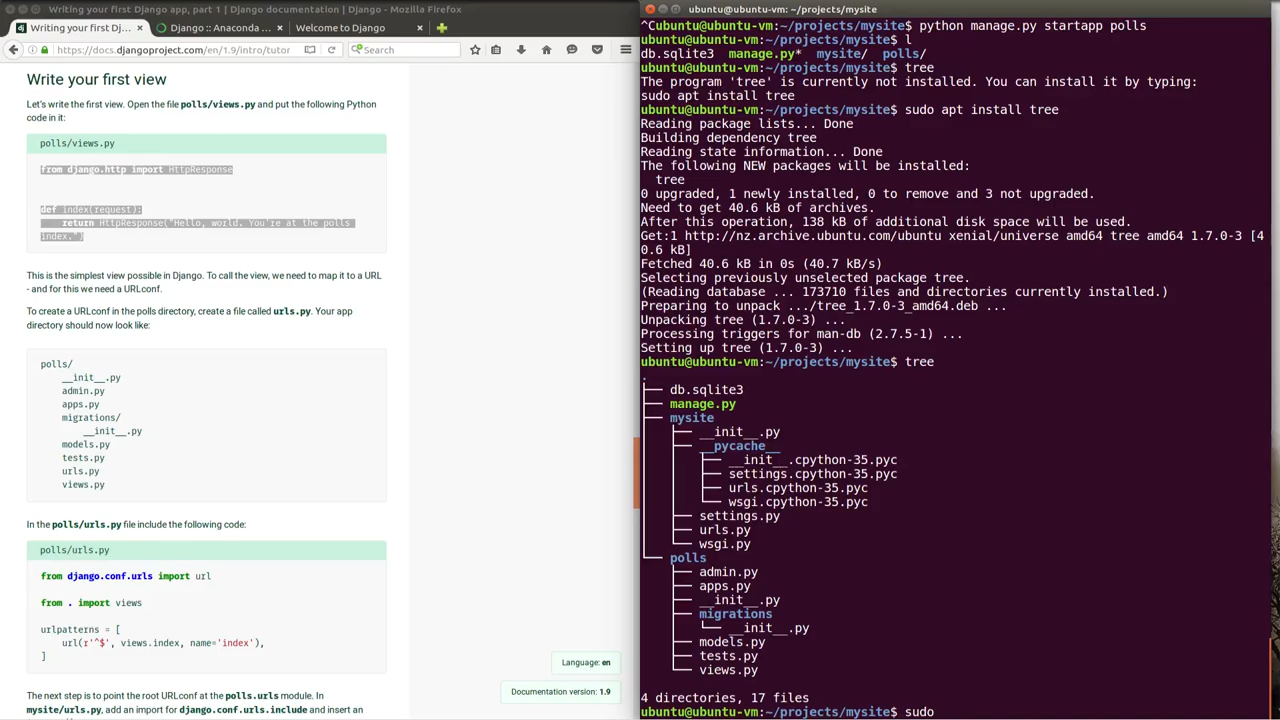 Writing your first Django app, part 1 | Django documentation | Django - Mozilla Firefox
Writing your first Dj... × Django :: Anaconda ... × Welcome to Django ×
https://docs.djangoproject.com/en/1.9/intro/tutor
Search
Write your first view
Let's write the first view. Open the file polls/views.py and put the following Python
code in it:
polls/views.py
from django.http import HttpResponse
def index(request):
return HttpResponse("Hello, world. You're at the polls
index.")
This is the simplest view possible in Django. To call the view, we need to map it to a URL
- and for this we need a URLconf.
To create a URLconf in the polls directory, create a file called urls.py. Your app
directory should now look like:
polls/
__init__.py
admin.py
apps.py
migrations/
__init__.py
models.py
tests.py
urls.py
views.py
In the polls/urls.py file include the following code:
polls/urls.py
from django.conf.urls import url
from . import views
urlpatterns = [
url(r'^$', views.index, name='index'),
]
The next step is to point the root URLconf at the polls.urls module. In
mysite/urls.py, add an import for django.conf.urls.include and insert an
Language: en
Documentation version: 1.9
ubuntu@ubuntu-vm: ~/projects/mysite
^Cubuntu@ubuntu-vm:~/projects/mysite$ python manage.py startapp polls
ubuntu@ubuntu-vm:~/projects/mysite$ l
db.sqlite3 manage.py* mysite/ polls/
ubuntu@ubuntu-vm:~/projects/mysite$ tree
The program 'tree' is currently not installed. You can install it by typing:
sudo apt install tree
ubuntu@ubuntu-vm:~/projects/mysite$ sudo apt install tree
Reading package lists... Done
Building dependency tree
Reading state information... Done
The following NEW packages will be installed:
tree
0 upgraded, 1 newly installed, 0 to remove and 3 not upgraded.
Need to get 40.6 kB of archives.
After this operation, 138 kB of additional disk space will be used.
Get:1 http://nz.archive.ubuntu.com/ubuntu xenial/universe amd64 tree amd64 1.7.0-3 [4
0.6 kB]
Fetched 40.6 kB in 0s (40.7 kB/s)
Selecting previously unselected package tree.
(Reading database ... 173710 files and directories currently installed.)
Preparing to unpack .../tree_1.7.0-3_amd64.deb ...
Unpacking tree (1.7.0-3) ...
Processing triggers for man-db (2.7.5-1) ...
Setting up tree (1.7.0-3) ...
ubuntu@ubuntu-vm:~/projects/mysite$ tree
.
├── db.sqlite3
├── manage.py
├── mysite
│   ├── __init__.py
│   ├── __pycache__
│   │   ├── __init__.cpython-35.pyc
│   │   ├── settings.cpython-35.pyc
│   │   ├── urls.cpython-35.pyc
│   │   └── wsgi.cpython-35.pyc
│   ├── settings.py
│   ├── urls.py
│   └── wsgi.py
└── polls
    ├── admin.py
    ├── apps.py
    ├── __init__.py
    ├── migrations
    │   └── __init__.py
    ├── models.py
    ├── tests.py
    └── views.py
4 directories, 17 files
ubuntu@ubuntu-vm:~/projects/mysite$ sudo